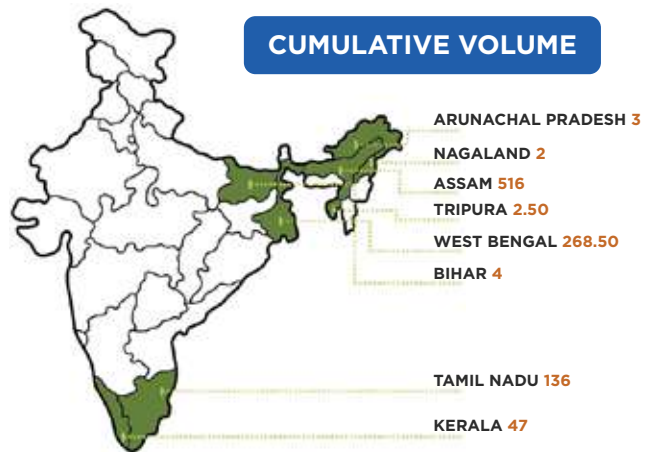 CUMULATIVE VOLUME
ARUNACHAL PRADESH 3
NAGALAND 2
ASSAM 516
TRIPURA 2.50
WEST BENGAL 268.50
BIHAR 4
TAMIL NADU 136
KERALA 47